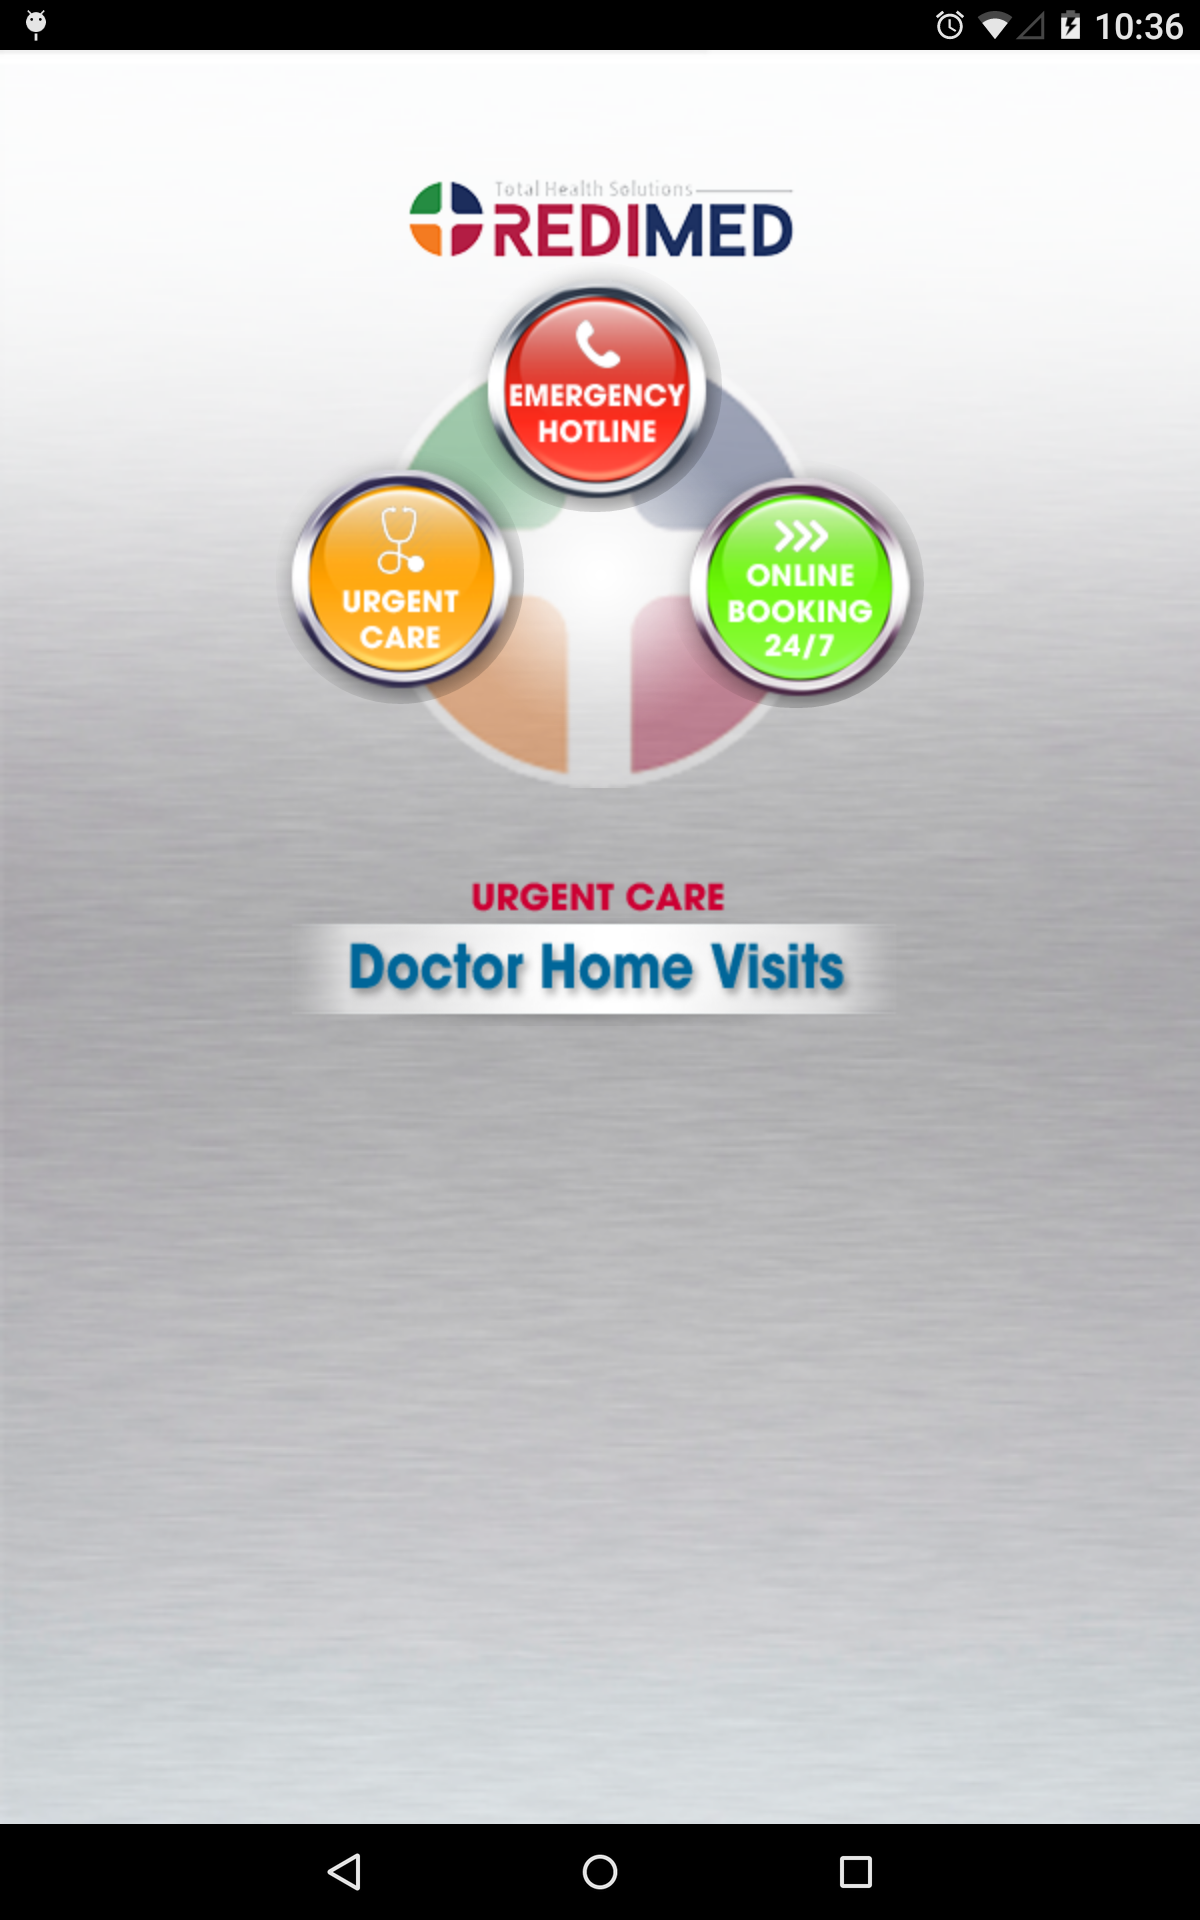 10:36
Total Health Solutions
REDIMED
EMERGENCY
HOTLINE
URGENT
CARE
ONLINE
BOOKING
24/7
URGENT CARE
Doctor Home Visits